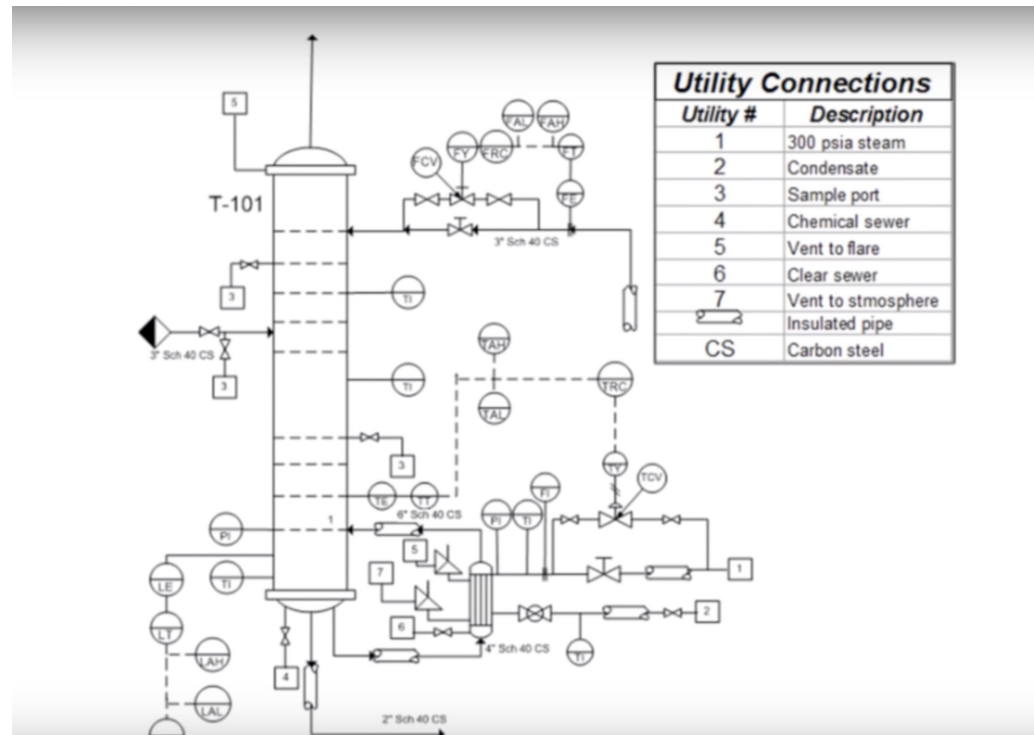 Utility Connections
Utility # Description
1 300 psia steam
2 Condensate
3 Sample port
4 Chemical sewer
5 Vent to flare
6 Clear sewer
7 Vent to stmosphere
Insulated pipe
CS Carbon steel
5
T-101
FAL FAH
FCV FY FRC FT
FE
3" Sch 40 CS
3
TI
3" Sch 40 CS
3
TAH
TI
TRC
TAL
3
TY
TCV
TE TT
FI
6" Sch 40 CS
PI
1
PI TI
5
7
1
LE
TI
2
6
LT
4" Sch 40 CS
TI
LAH
4
LAL
2" Sch 40 CS